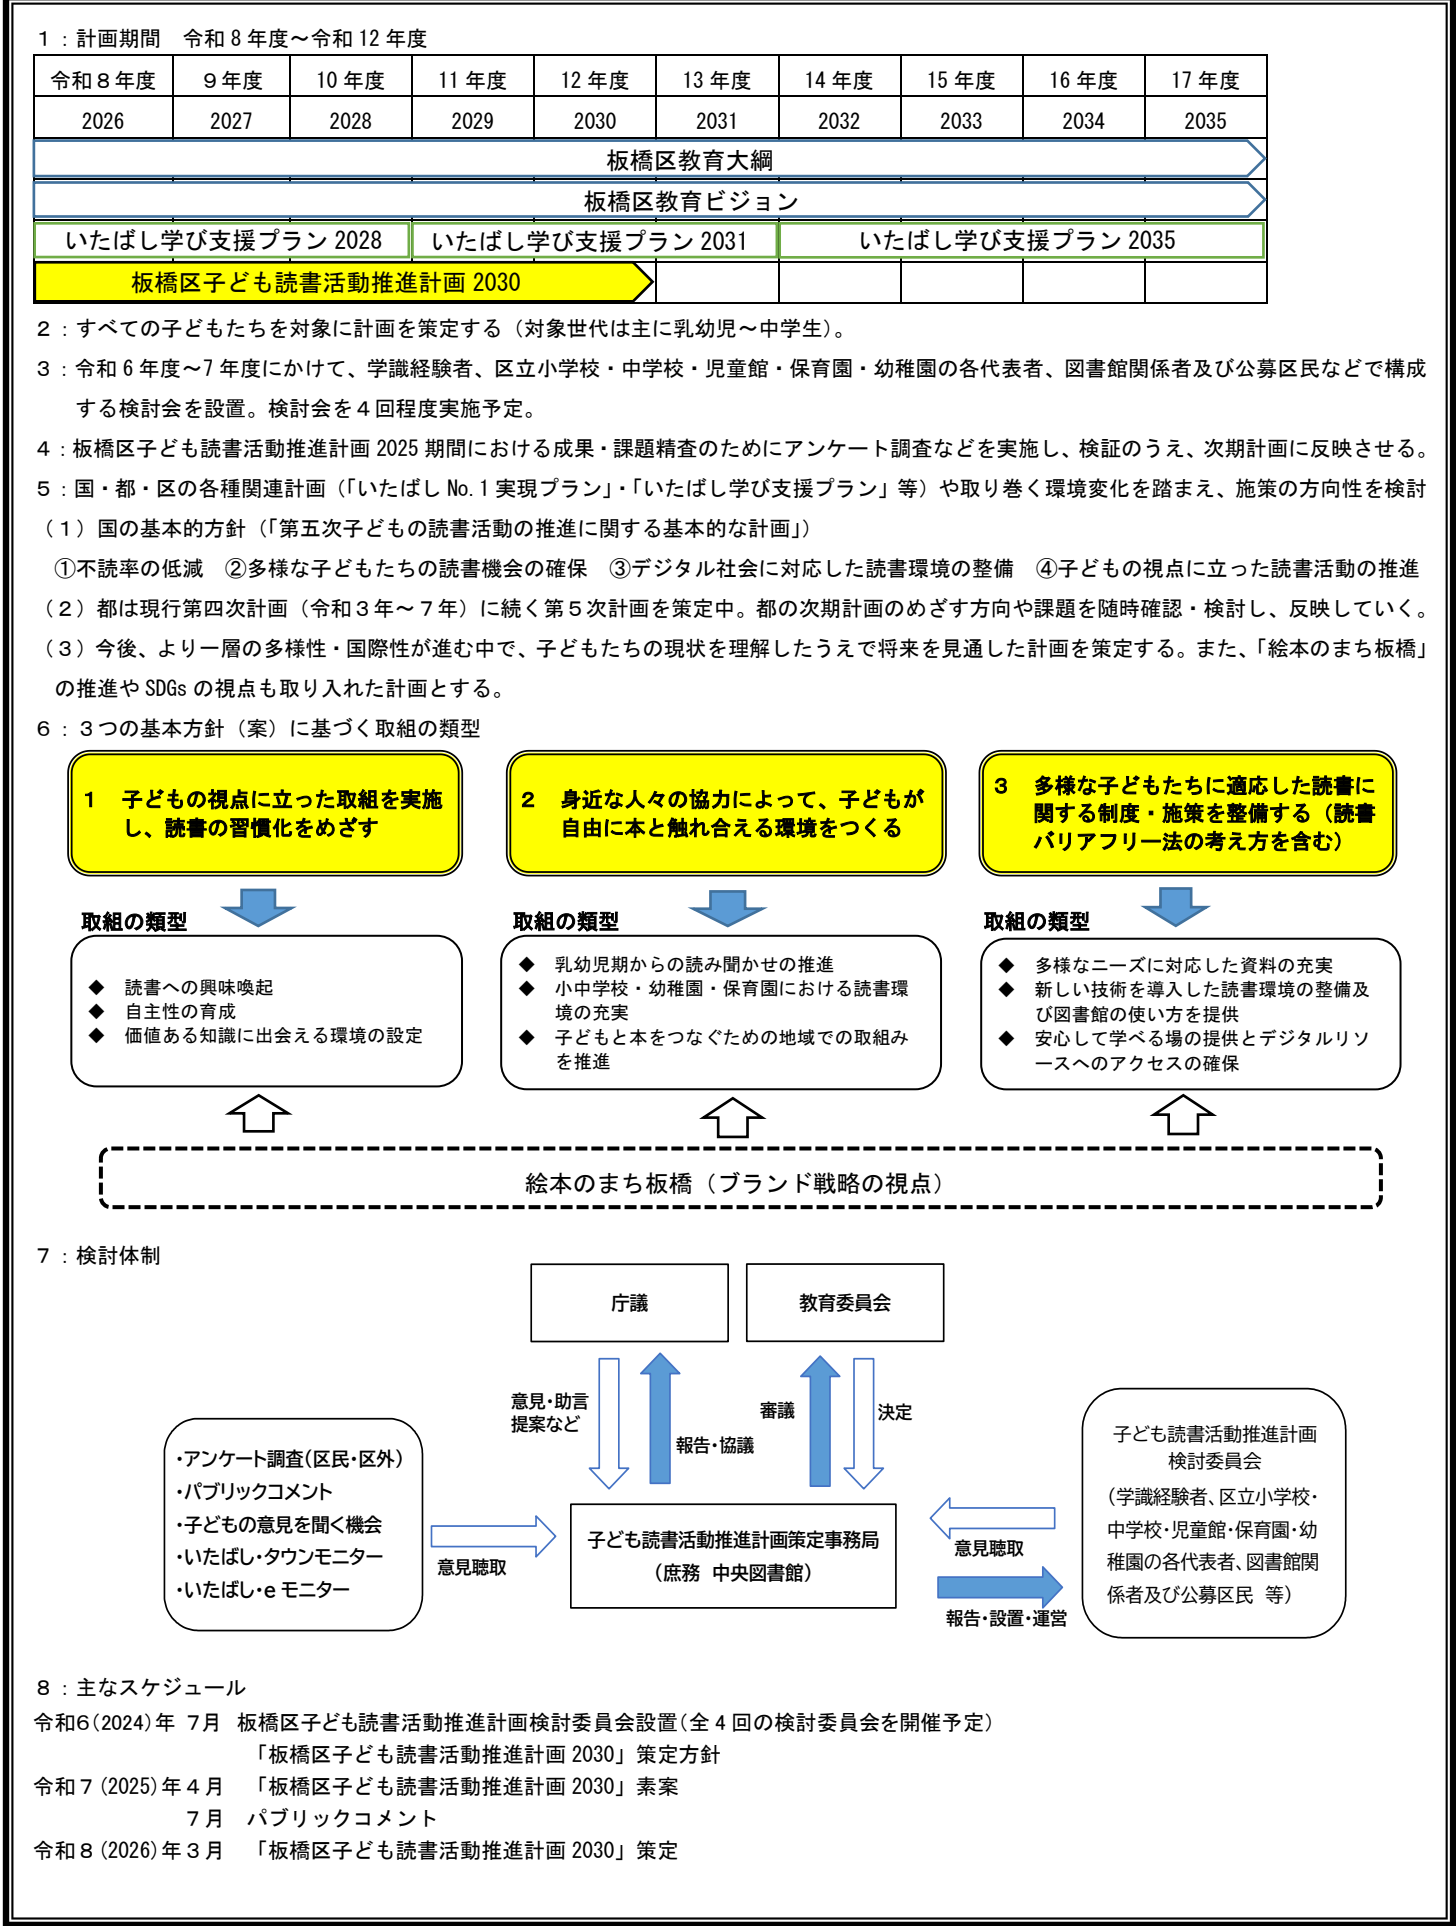 １：計画期間　令和８年度～令和12年度
令和８年度　９年度　10年度　11年度　12年度　13年度　14年度　15年度　16年度　17年度
2026　2027　2028　2029　2030　2031　2032　2033　2034　2035
板橋区教育大綱
板橋区教育ビジョン
いたばし学び支援プラン2028　いたばし学び支援プラン2031　いたばし学び支援プラン2035
板橋区子ども読書活動推進計画2030
２：すべての子どもたちを対象に計画を策定する（対象世代は主に乳幼児～中学生）。
３：令和６年度～７年度にかけて、学識経験者、区立小学校・中学校・児童館・保育園・幼稚園の各代表者、図書館関係者及び公募区民などで構成
する検討会を設置。検討会を４回程度実施予定。
４：板橋区子ども読書活動推進計画2025期間における成果・課題精査のためにアンケート調査などを実施し、検証のうえ、次期計画に反映させる。
５：国・都・区の各種関連計画（「いたばしNo.1実現プラン」・「いたばし学び支援プラン」等）や取り巻く環境変化を踏まえ、施策の方向性を検討
（１）国の基本的方針（「第五次子どもの読書活動の推進に関する基本的な計画」）
①不読率の低減　②多様な子どもたちの読書機会の確保　③デジタル社会に対応した読書環境の整備　④子どもの視点に立った読書活動の推進
（２）都は現行第四次計画（令和３年～７年）に続く第５次計画を策定中。都の次期計画のめざす方向や課題を随時確認・検討し、反映していく。
（３）今後、より一層の多様性・国際性が進む中で、子どもたちの現状を理解したうえで将来を見通した計画を策定する。また、「絵本のまち板橋」
の推進やSDGsの視点も取り入れた計画とする。
６：３つの基本方針（案）に基づく取組の類型
１　子どもの視点に立った取組を実施
し、読書の習慣化をめざす
２　身近な人々の協力によって、子どもが
自由に本と触れ合える環境をつくる
３　多様な子どもたちに適応した読書に
関する制度・施策を整備する（読書
バリアフリー法の考え方を含む）
取組の類型
◆　読書への興味喚起
◆　自主性の育成
◆　価値ある知識に出会える環境の設定
取組の類型
◆　乳幼児期からの読み聞かせの推進
◆　小中学校・幼稚園・保育園における読書環
境の充実
◆　子どもと本をつなぐための地域での取組み
を推進
取組の類型
◆　多様なニーズに対応した資料の充実
◆　新しい技術を導入した読書環境の整備及
び図書館の使い方を提供
◆　安心して学べる場の提供とデジタルリソ
ースへのアクセスの確保
絵本のまち板橋（ブランド戦略の視点）
７：検討体制
庁議
教育委員会
意見・助言
提案など
報告・協議
審議
決定
・アンケート調査（区民・区外）
・パブリックコメント
・子どもの意見を聞く機会
・いたばし・タウンモニター
・いたばし・eモニター
意見聴取
子ども読書活動推進計画策定事務局
（庶務　中央図書館）
意見聴取
報告・設置・運営
子ども読書活動推進計画
検討委員会
（学識経験者、区立小学校・
中学校・児童館・保育園・幼
稚園の各代表者、図書館関
係者及び公募区民　等）
８：主なスケジュール
令和６(2024)年　７月　板橋区子ども読書活動推進計画検討委員会設置（全４回の検討委員会を開催予定）
「板橋区子ども読書活動推進計画2030」策定方針
令和７(2025)年４月　「板橋区子ども読書活動推進計画2030」素案
７月　パブリックコメント
令和８(2026)年３月　「板橋区子ども読書活動推進計画2030」策定